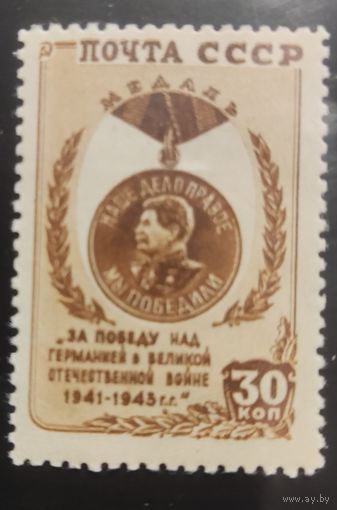 ПОЧТА СССР
МЕДАЛЬ
НАШЕ ДЕЛО ПРАВОЕ
МЫ ПОБЕДИЛИ
„ЗА ПОБЕДУ НАД
ГЕРМАНИЕЙ В ВЕЛИКОЙ
ОТЕЧЕСТВЕННОЙ ВОЙНЕ
1941-1945 г.г."
30
КОП
www.ay.by